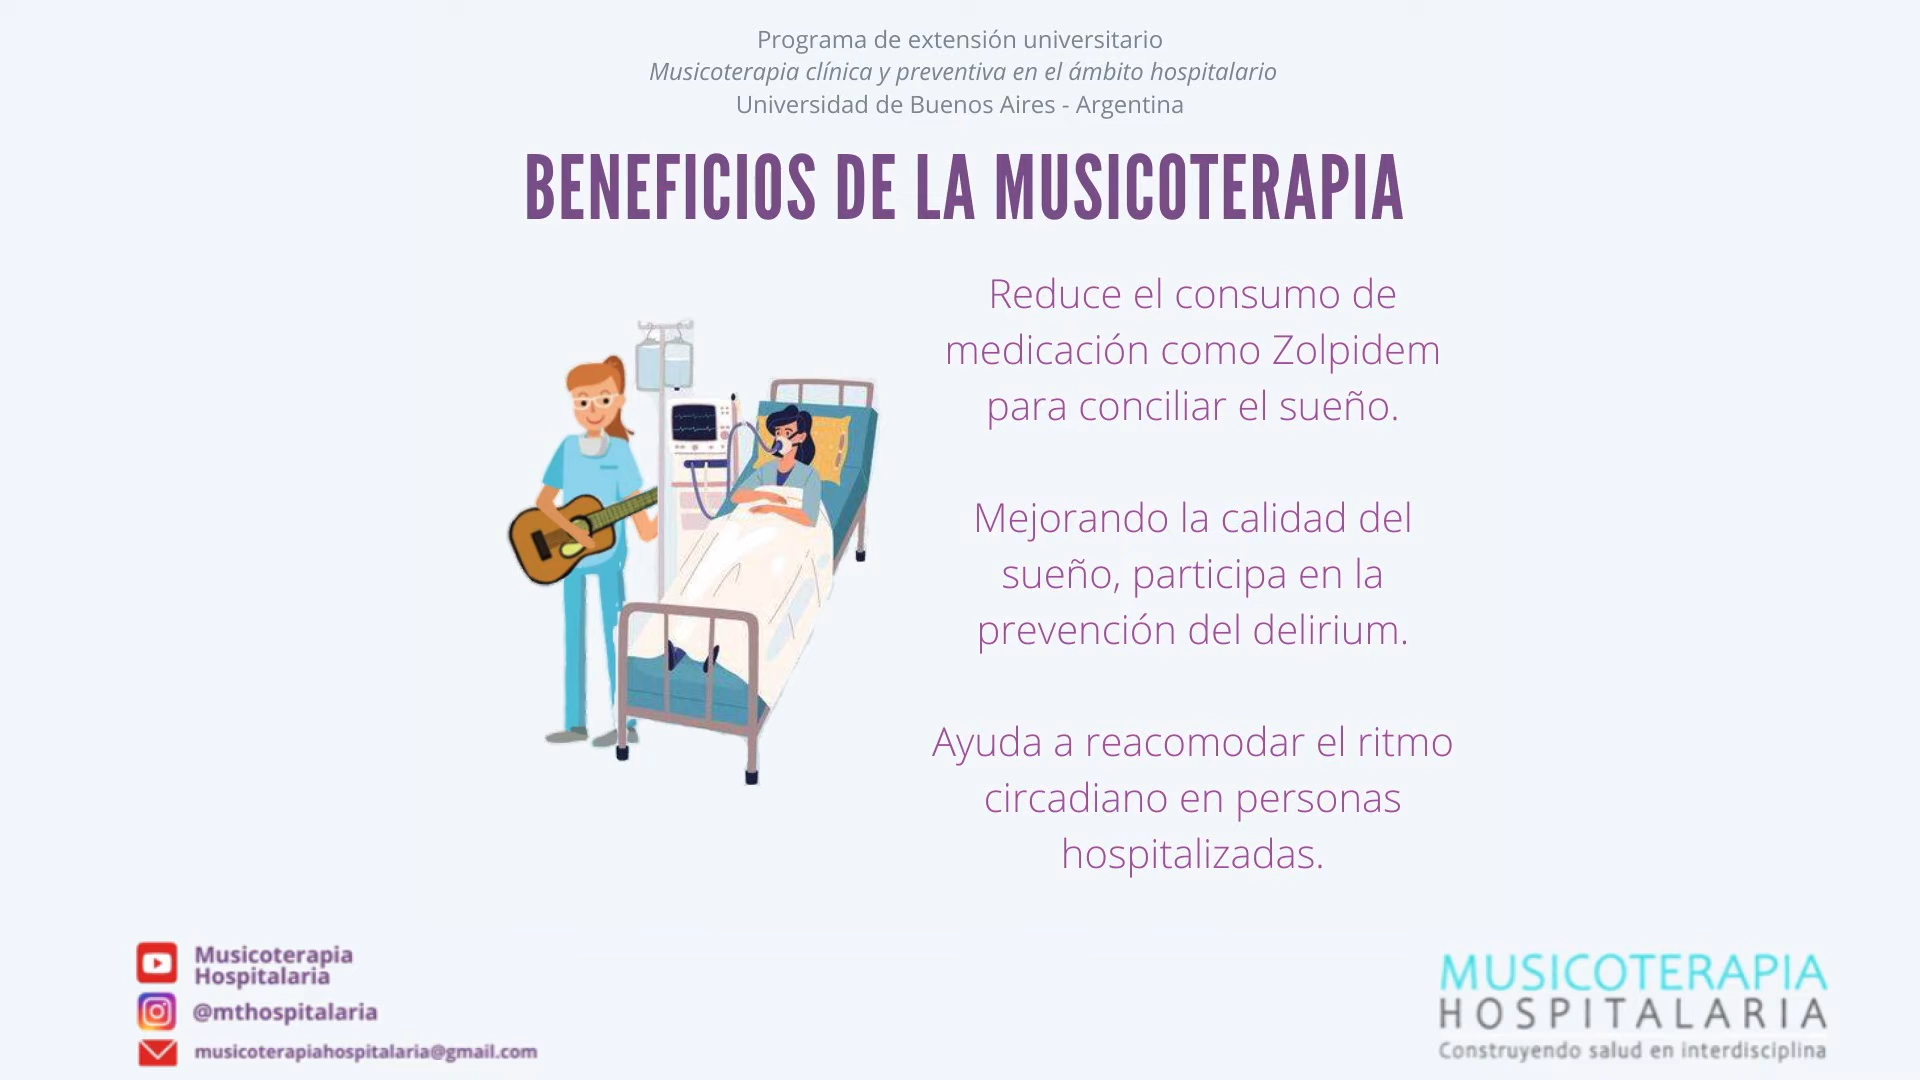 Programa de extensión universitario
Musicoterapia clínica y preventiva en el ámbito hospitalario
Universidad de Buenos Aires - Argentina
BENEFICIOS DE LA MUSICOTERAPIA
Reduce el consumo de
medicación como Zolpidem
para conciliar el sueño.
Mejorando la calidad del
sueño, participa en la
prevención del delirium.
Ayuda a reacomodar el ritmo
circadiano en personas
hospitalizadas.
Musicoterapia
Hospitalaria
@mthospitalaria
musicoterapiahospitalaria@gmail.com
MUSICOTERAPIA
HOSPITALARIA
Construyendo salud en interdisciplina